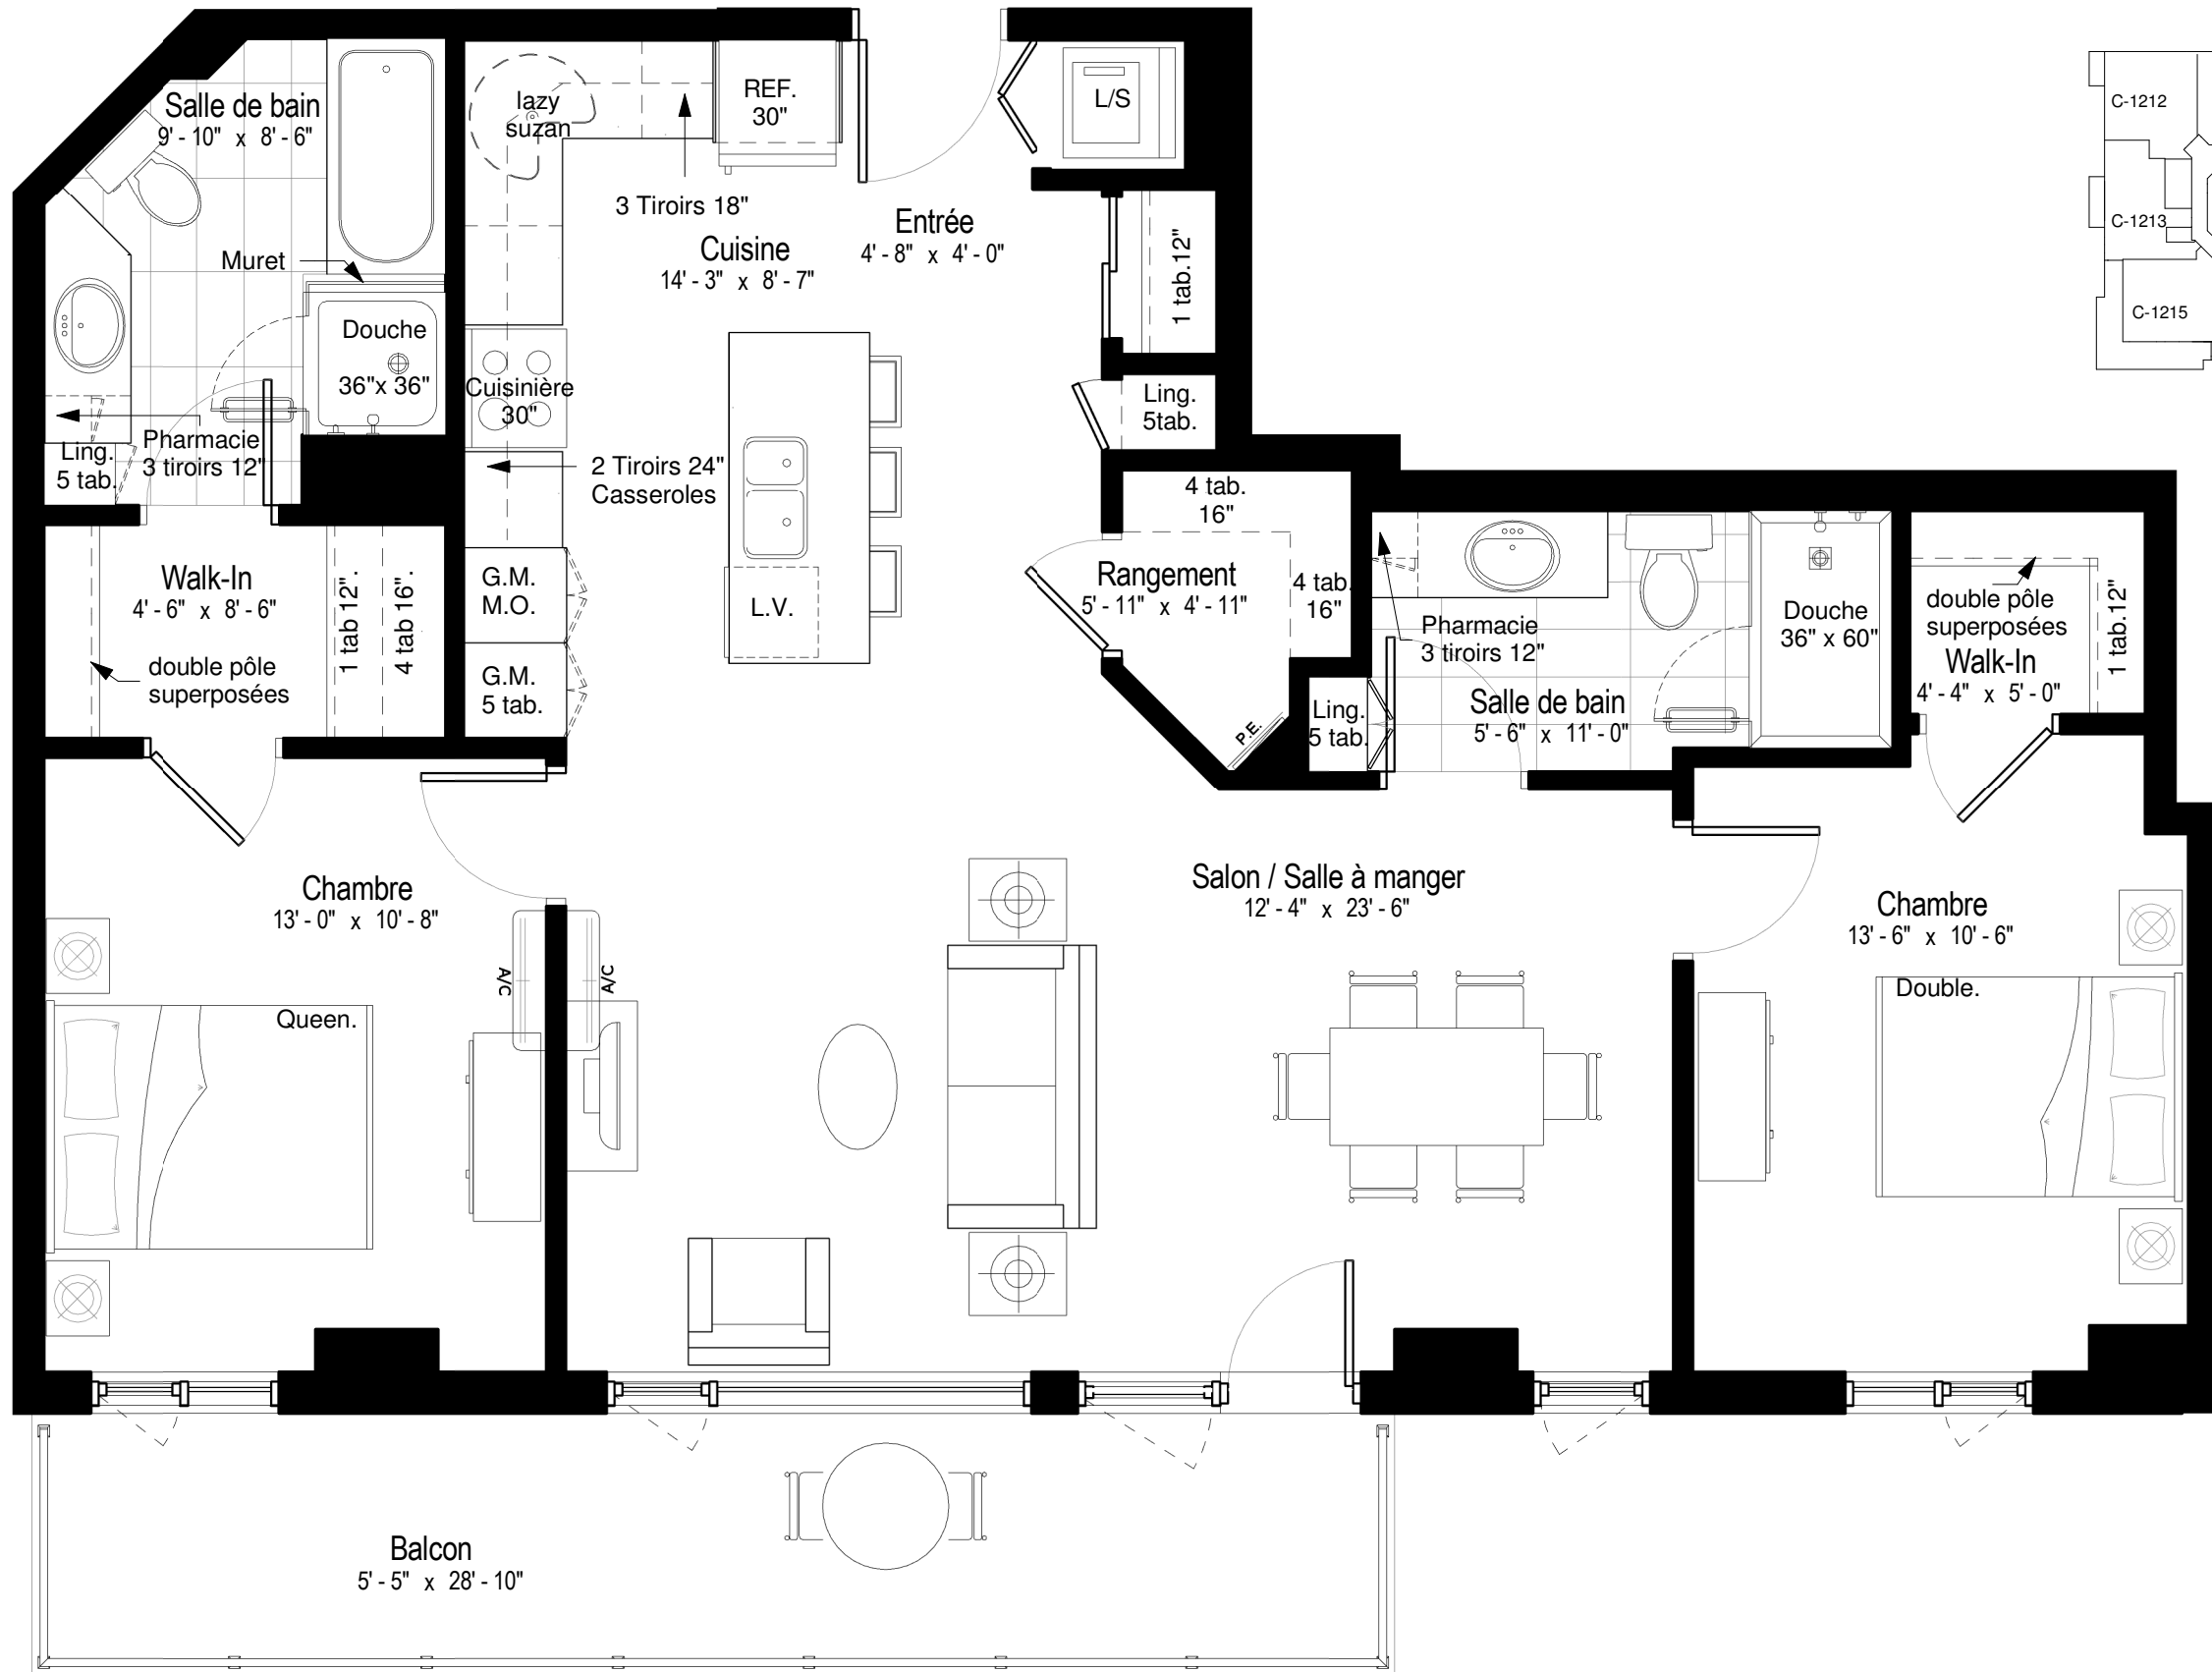 Salle de bain
9' - 10" x 8' - 6"
lazy
suzan
REF.
30"
L/S
C-1212
C-1213
C-1215
3 Tiroirs 18"
Entrée
4' - 8" x 4' - 0"
Cuisine
14' - 3" x 8' - 7"
Muret
1 tab.12"
Douche
36"x 36"
Cuisinière
30"
Ling.
5tab.
Pharmacie
3 tiroirs 12"
Ling.
5 tab.
2 Tiroirs 24"
Casseroles
4 tab.
16"
Walk-In
4' - 6" x 8' - 6"
1 tab 12".
4 tab 16".
double pôle
superposées
G.M.
M.O.
G.M.
5 tab.
L.V.
Rangement
5' - 11" x 4' - 11"
4 tab.
16"
P.E.
Ling.
5 tab.
Pharmacie
3 tiroirs 12"
Salle de bain
5' - 6" x 11' - 0"
Douche
36" x 60"
double pôle
superposées
Walk-In
4' - 4" x 5' - 0"
1 tab.12"
Chambre
13' - 0" x 10' - 8"
A/C
A/C
Queen.
Salon / Salle à manger
12' - 4" x 23' - 6"
Chambre
13' - 6" x 10' - 6"
Double.
Balcon
5' - 5" x 28' - 10"